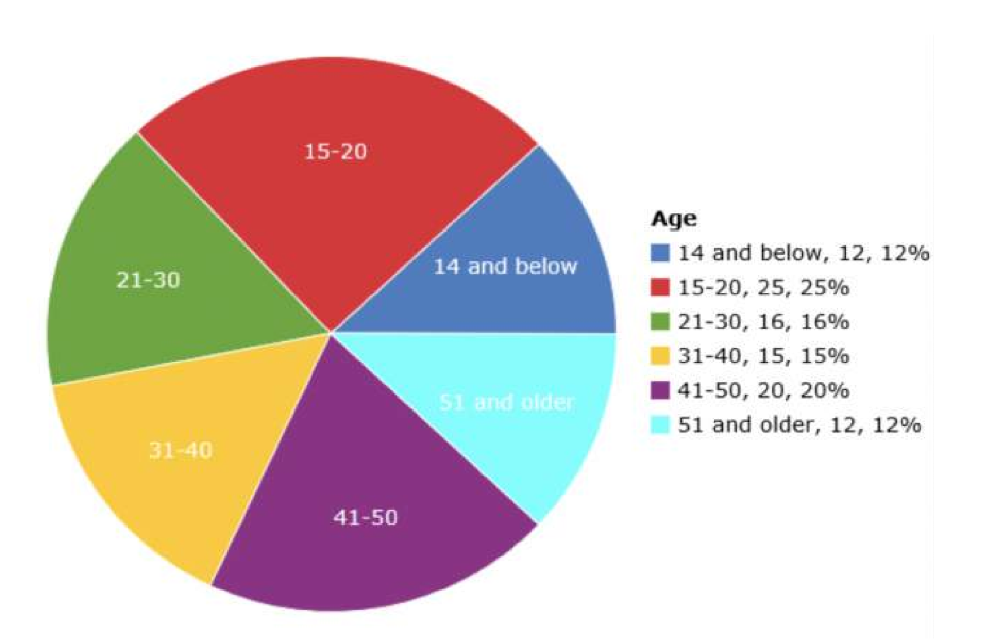 15-20
14 and below
21-30
51 and older
31-40
41-50
Age
14 and below, 12, 12%
15-20, 25, 25%
21-30, 16, 16%
31-40, 15, 15%
41-50, 20, 20%
51 and older, 12, 12%